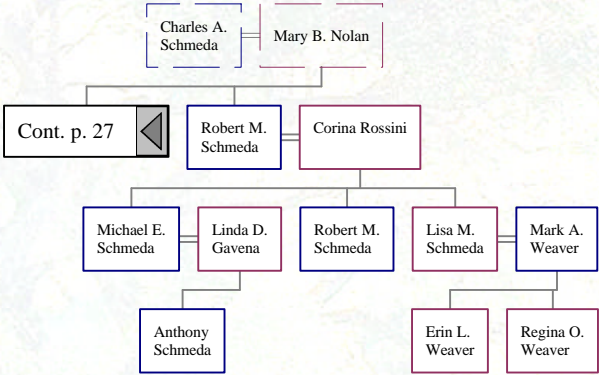 Charles A.
Schmeda
Mary B. Nolan
Cont. p. 27
Robert M.
Schmeda
Corina Rossini
Michael E.
Schmeda
Linda D.
Gavena
Robert M.
Schmeda
Lisa M.
Schmeda
Mark A.
Weaver
Anthony
Schmeda
Erin L.
Weaver
Regina O.
Weaver